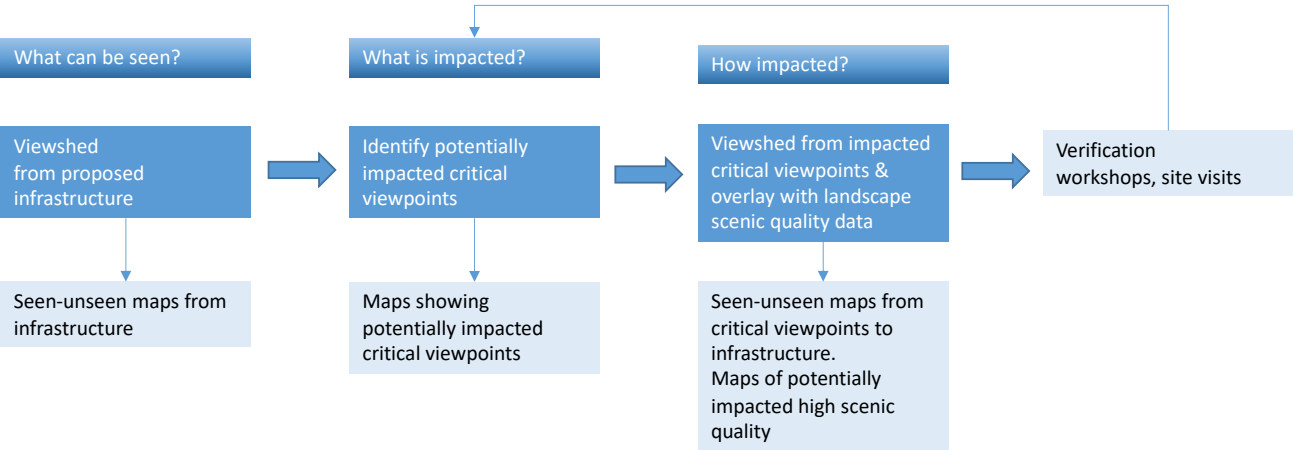 What can be seen?
What is impacted?
How impacted?
Viewshed
from proposed
infrastructure
Identify potentially
impacted critical
viewpoints
Viewshed from impacted
critical viewpoints &
overlay with landscape
scenic quality data
Verification
workshops, site visits
Seen-unseen maps from
infrastructure
Maps showing
potentially impacted
critical viewpoints
Seen-unseen maps from
critical viewpoints to
infrastructure.
Maps of potentially
impacted high scenic
quality